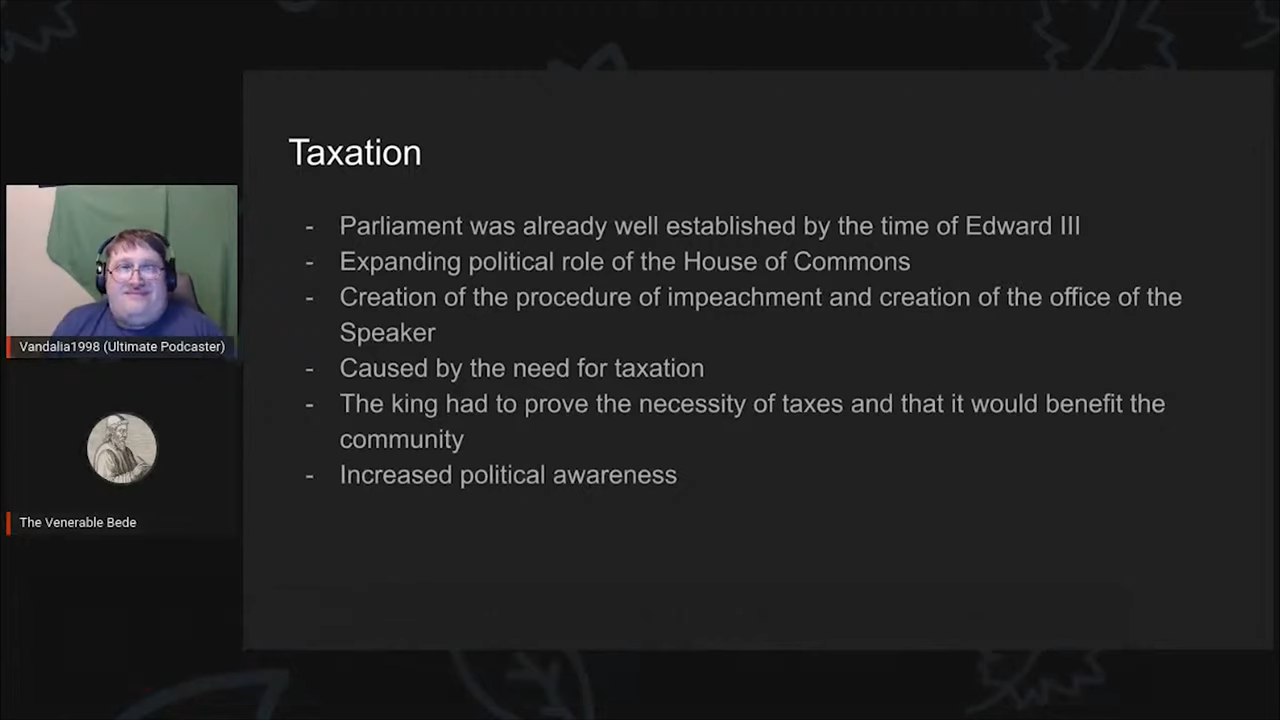 Taxation
- Parliament was already well established by the time of Edward III
- Expanding political role of the House of Commons
- Creation of the procedure of impeachment and creation of the office of the
Speaker
- Caused by the need for taxation
- The king had to prove the necessity of taxes and that it would benefit the
community
- Increased political awareness
Vandalia1998 (Ultimate Podcaster)
The Venerable Bede